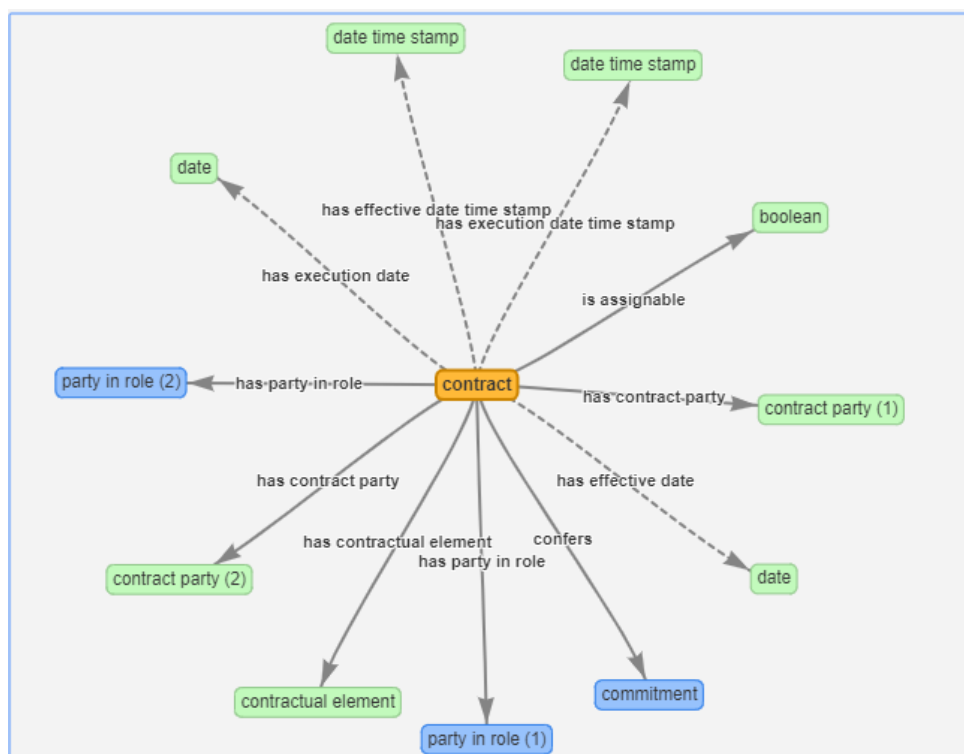 date time stamp
date time stamp
date
has effective date time stamp
boolean
has execution date time stamp
has execution date
is assignable
party in role (2)
has party in role
contract
has contract party
contract party (1)
has contract party
has effective date
has contractual element
confers
has party in role
contract party (2)
date
contractual element
commitment
party in role (1)